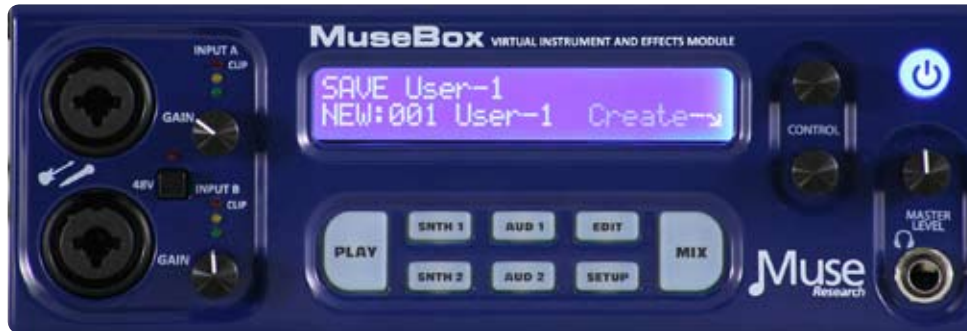 INPUT A
CLIP
GAIN
48V
INPUT B
CLIP
GAIN
MuseBox VIRTUAL INSTRUMENT AND EFFECTS MODULE
SAVE User-1
NEW:001 User-1 Create→
PLAY
SNTH 1
AUD 1
EDIT
SNTH 2
AUD 2
SETUP
MIX
CONTROL
Muse
Research
MASTER
LEVEL